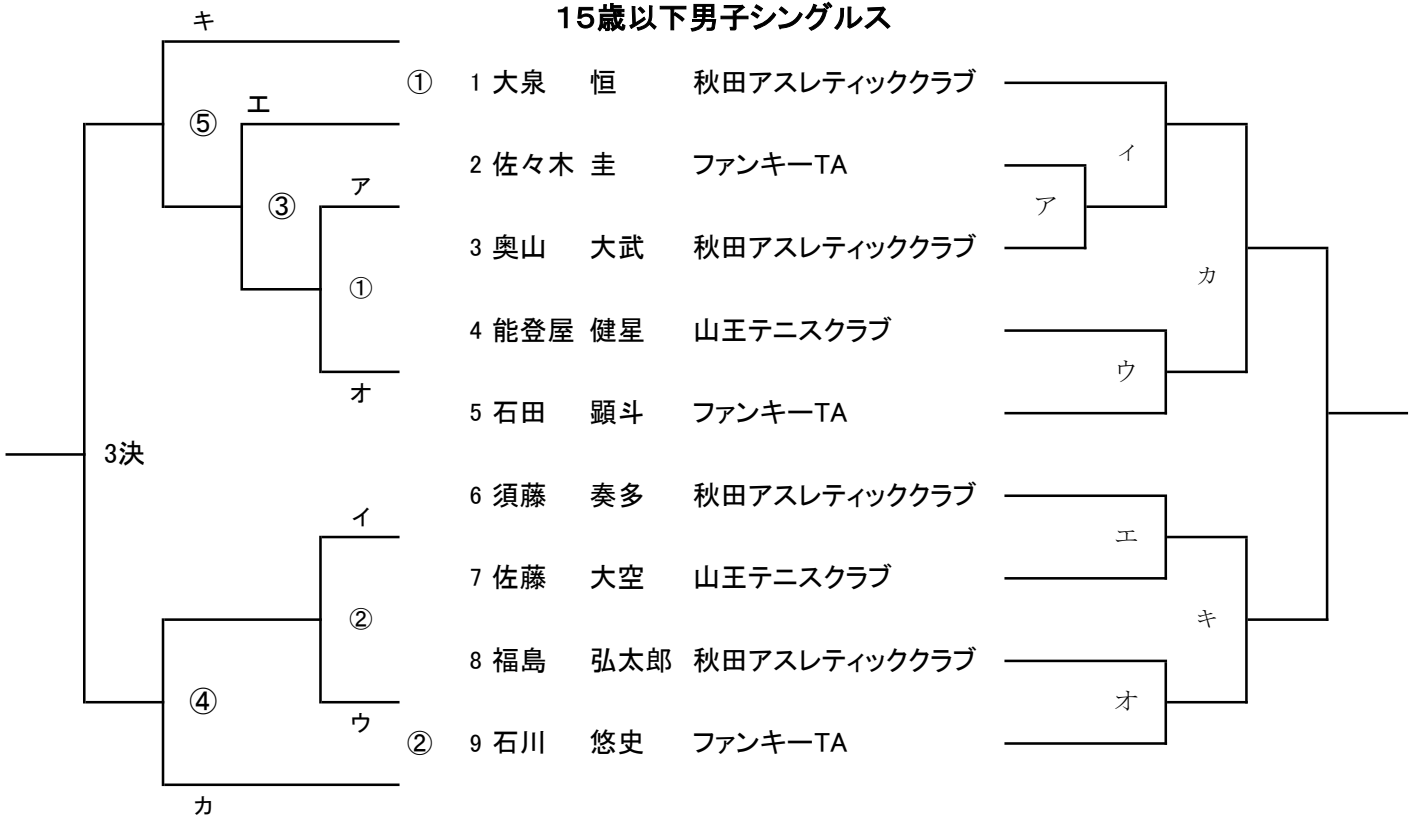 15歳以下男子シングルス
キ
① 1 大泉 恒 秋田アスレティッククラブ
エ
⑤
イ
2 佐々木 圭 ファンキーTA
ア
③
ア
3 奥山 大武 秋田アスレティッククラブ
①
カ
4 能登屋 健星 山王テニスクラブ
ウ
オ
5 石田 顕斗 ファンキーTA
3決
6 須藤 奏多 秋田アスレティッククラブ
イ
エ
7 佐藤 大空 山王テニスクラブ
②
キ
8 福島 弘太郎 秋田アスレティッククラブ
④
オ
ウ
② 9 石川 悠史 ファンキーTA
カ